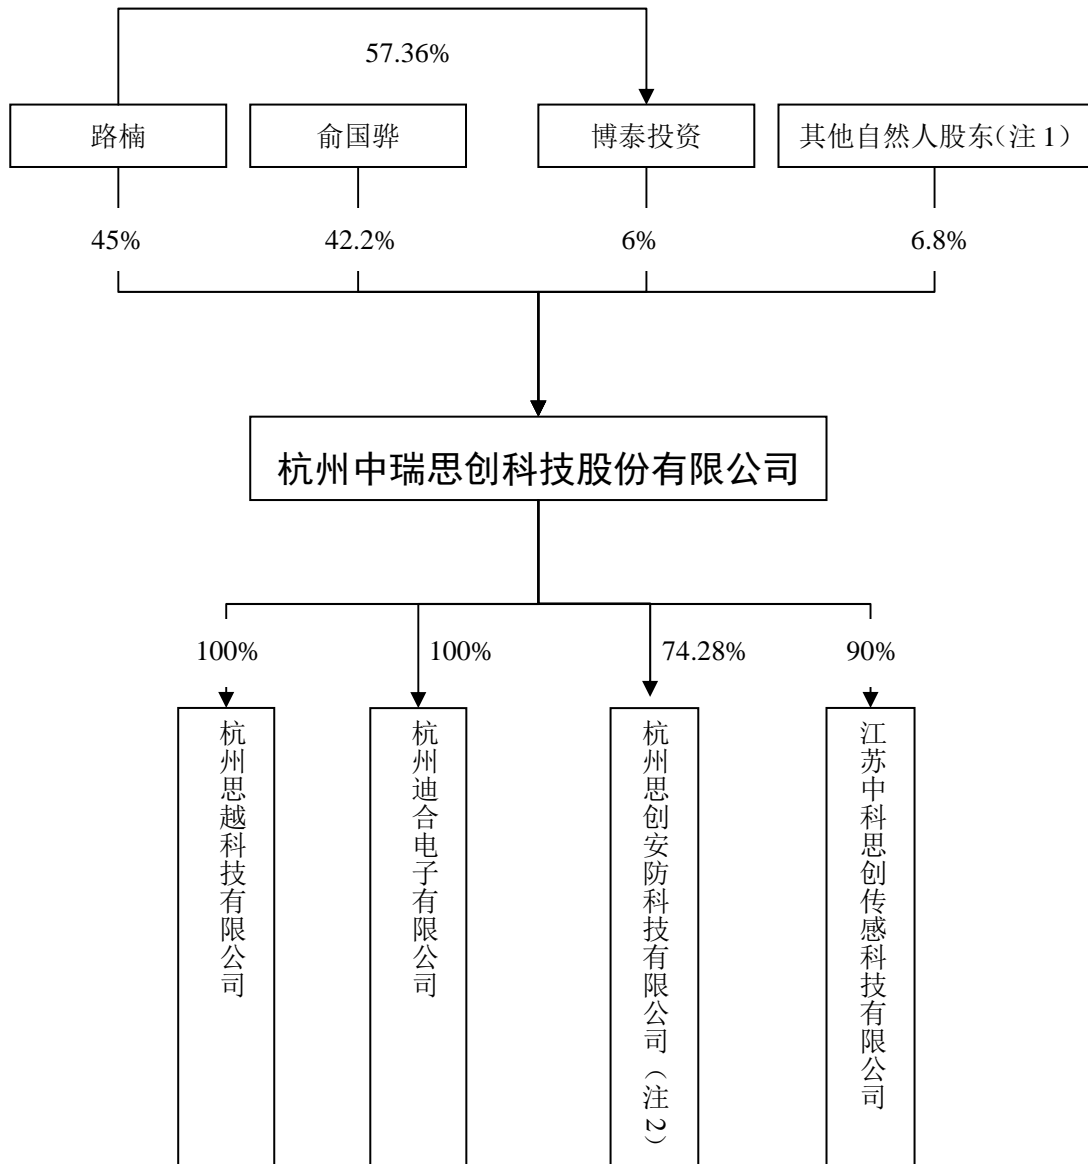 57.36%
路楠
俞国骅
博泰投资
其他自然人股东(注 1)
45%
42.2%
6%
6.8%
杭州中瑞思创科技股份有限公司
100%
100%
74.28%
90%
杭州思越科技有限公司
杭州迪合电子有限公司
杭州思创安防科技有限公司（注 2）
江苏中科思创传感科技有限公司